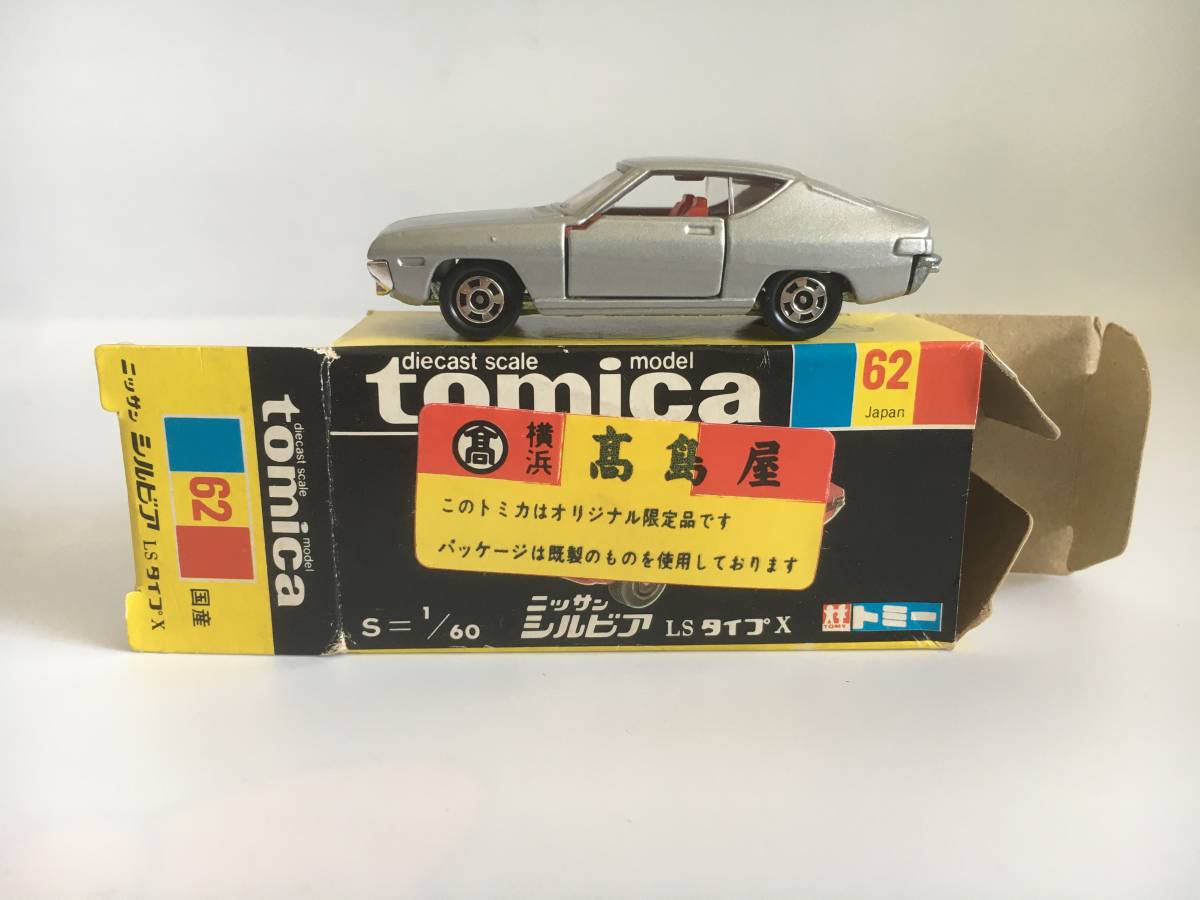 diecast scale model
tomica
62
Japan
髙
横浜
髙島屋
このトミカはオリジナル限定品です
パッケージは既製のものを使用しております
S=1/60
ニッサン
シルビア LS タイプ X
TOMY
トミー
diecast scale model
tomica
62
国産
ニッサン シルビア LS タイプ X